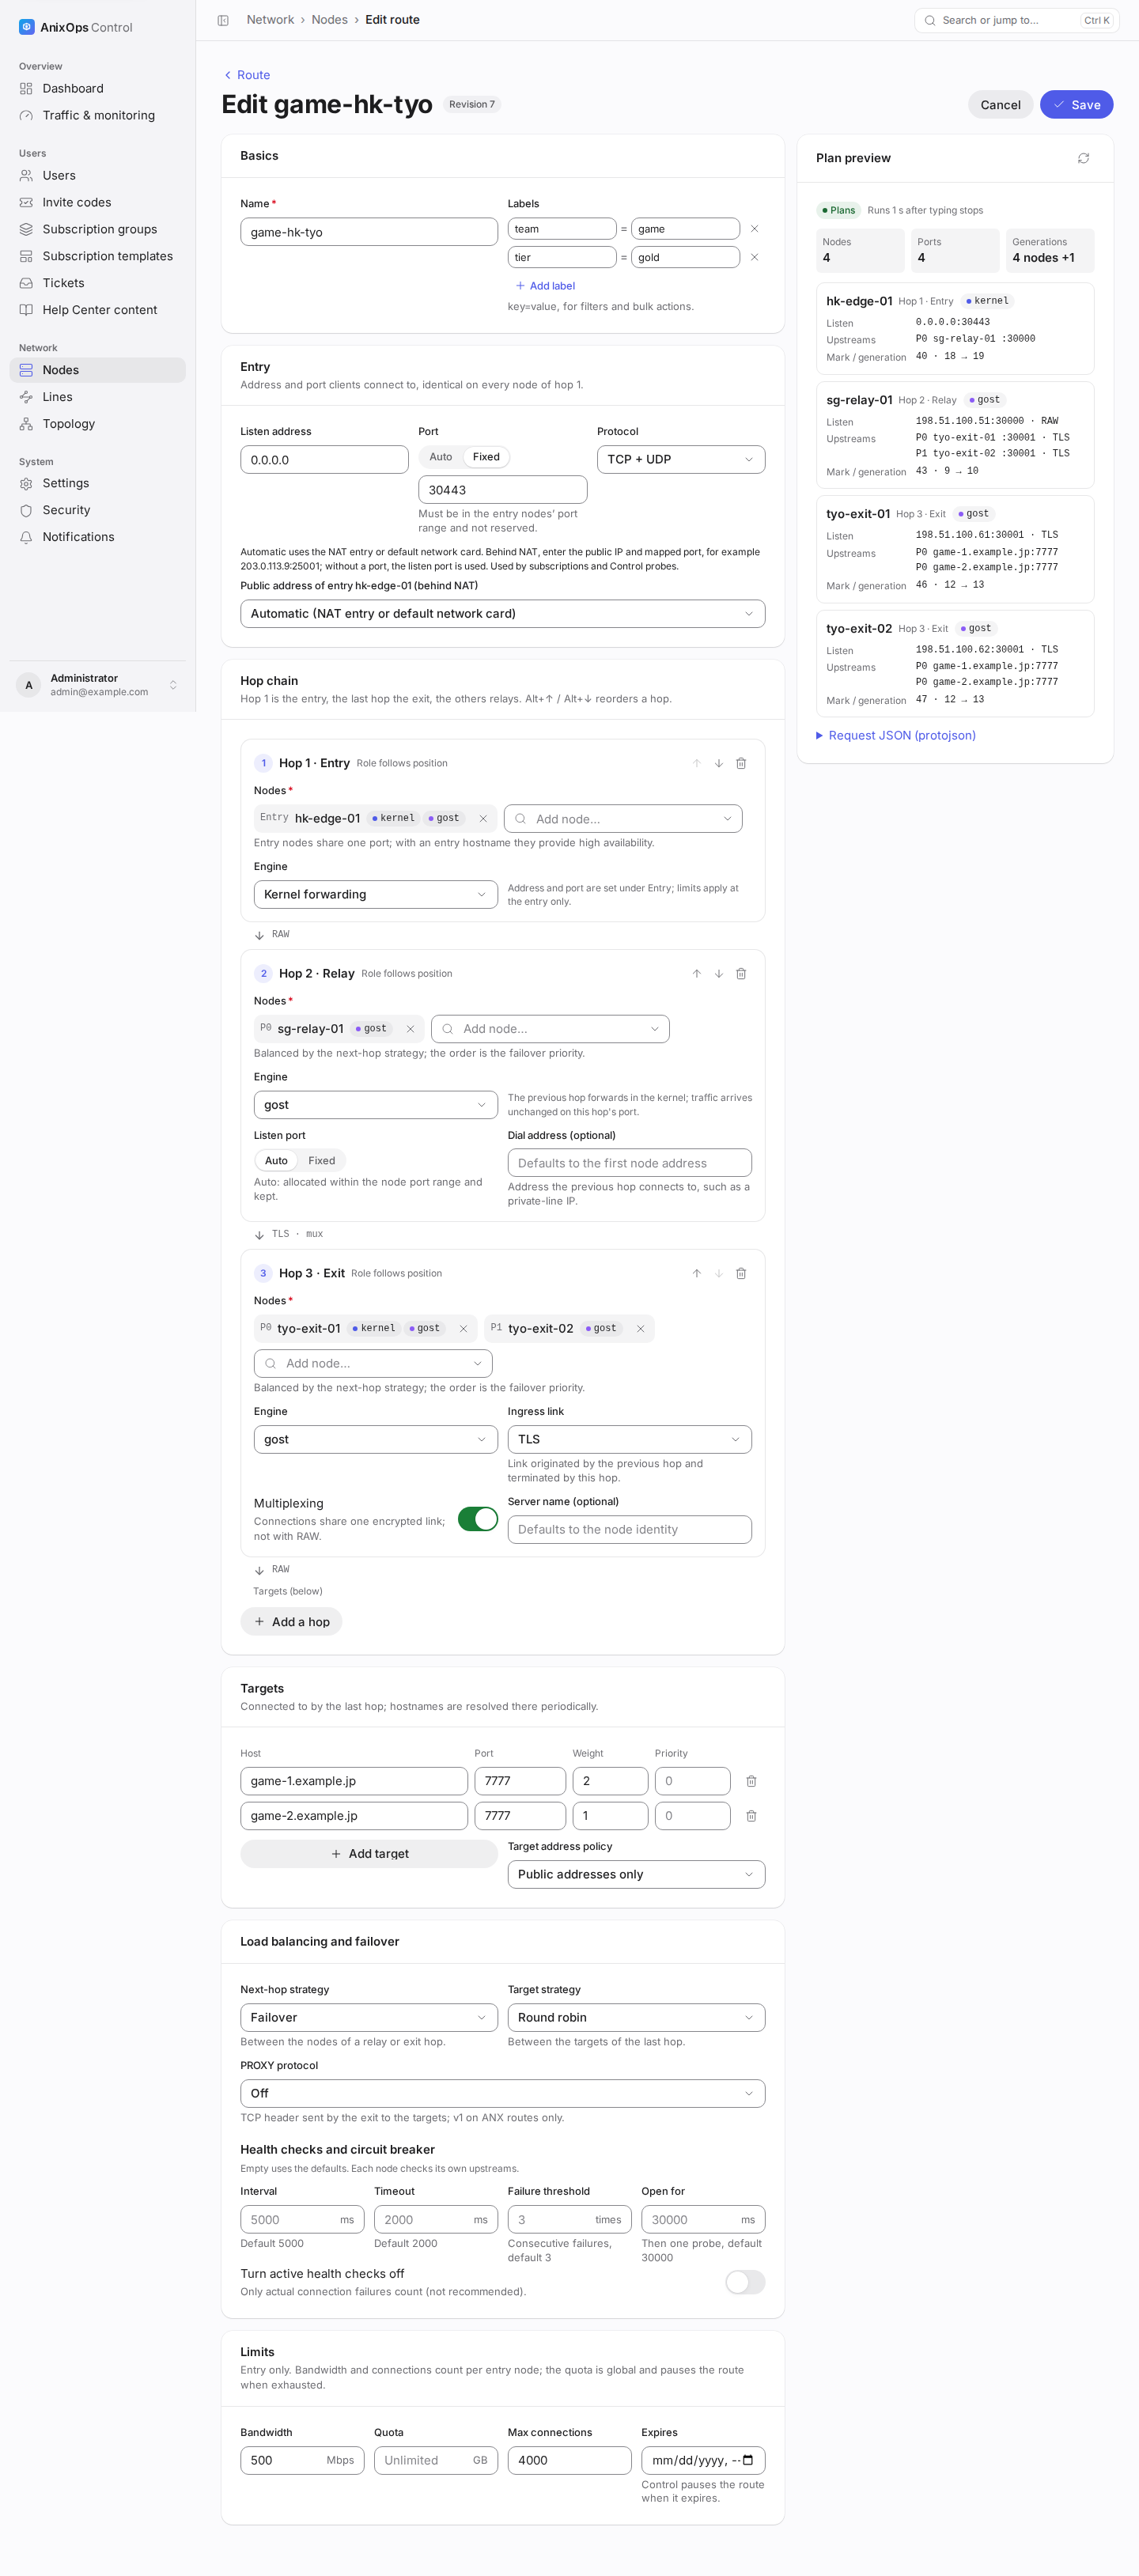 AnixOps Control
Overview
Dashboard
Traffic & monitoring
Users
Users
Invite codes
Subscription groups
Subscription templates
Tickets
Help Center content
Network
Nodes
Lines
Topology
System
Settings
Security
Notifications
A
Administrator
admin@example.com
Network › Nodes › Edit route
Search or jump to...
Ctrl K
Route
Edit game-hk-tyo Revision 7
Cancel
Save
Basics
Name*
game-hk-tyo
Labels
team = game
tier = gold
Add label
key=value, for filters and bulk actions.
Entry
Address and port clients connect to, identical on every node of hop 1.
Listen address
0.0.0.0
Port
Auto Fixed
30443
Must be in the entry nodes' port
range and not reserved.
Protocol
TCP + UDP
Automatic uses the NAT entry or default network card. Behind NAT, enter the public IP and mapped port, for example
203.0.113.9:25001; without a port, the listen port is used. Used by subscriptions and Control probes.
Public address of entry hk-edge-01 (behind NAT)
Automatic (NAT entry or default network card)
Hop chain
Hop 1 is the entry, the last hop the exit, the others relays. Alt+↑ / Alt+↓ reorders a hop.
1 Hop 1 · Entry Role follows position
Nodes*
Entry hk-edge-01 kernel gost
Add node...
Entry nodes share one port; with an entry hostname they provide high availability.
Engine
Kernel forwarding
Address and port are set under Entry; limits apply at
the entry only.
RAW
2 Hop 2 · Relay Role follows position
Nodes*
P0 sg-relay-01 gost
Add node...
Balanced by the next-hop strategy; the order is the failover priority.
Engine
gost
The previous hop forwards in the kernel; traffic arrives
unchanged on this hop's port.
Listen port
Auto Fixed
Auto: allocated within the node port range and
kept.
Dial address (optional)
Defaults to the first node address
Address the previous hop connects to, such as a
private-line IP.
TLS · mux
3 Hop 3 · Exit Role follows position
Nodes*
P0 tyo-exit-01 kernel gost
P1 tyo-exit-02 gost
Add node...
Balanced by the next-hop strategy; the order is the failover priority.
Engine
gost
Ingress link
TLS
Link originated by the previous hop and
terminated by this hop.
Multiplexing
Connections share one encrypted link;
not with RAW.
Server name (optional)
Defaults to the node identity
RAW
Targets (below)
Add a hop
Targets
Connected to by the last hop; hostnames are resolved there periodically.
Host Port Weight Priority
game-1.example.jp 7777 2 0
game-2.example.jp 7777 1 0
Add target
Target address policy
Public addresses only
Load balancing and failover
Next-hop strategy
Failover
Between the nodes of a relay or exit hop.
Target strategy
Round robin
Between the targets of the last hop.
PROXY protocol
Off
TCP header sent by the exit to the targets; v1 on ANX routes only.
Health checks and circuit breaker
Empty uses the defaults. Each node checks its own upstreams.
Interval
5000 ms
Default 5000
Timeout
2000 ms
Default 2000
Failure threshold
3 times
Consecutive failures,
default 3
Open for
30000 ms
Then one probe, default
30000
Turn active health checks off
Only actual connection failures count (not recommended).
Limits
Entry only. Bandwidth and connections count per entry node; the quota is global and pauses the route
when exhausted.
Bandwidth
500 Mbps
Quota
Unlimited GB
Max connections
4000
Expires
mm/dd/yyyy, --
Control pauses the route
when it expires.
Plan preview
Plans Runs 1 s after typing stops
Nodes
4
Ports
4
Generations
4 nodes +1
hk-edge-01 Hop 1 · Entry kernel
Listen 0.0.0.0:30443
Upstreams P0 sg-relay-01 :30000
Mark / generation 40 · 18 → 19
sg-relay-01 Hop 2 · Relay gost
Listen 198.51.100.51:30000 · RAW
Upstreams P0 tyo-exit-01 :30001 · TLS
P1 tyo-exit-02 :30001 · TLS
Mark / generation 43 · 9 → 10
tyo-exit-01 Hop 3 · Exit gost
Listen 198.51.100.61:30001 · TLS
Upstreams P0 game-1.example.jp:7777
P0 game-2.example.jp:7777
Mark / generation 46 · 12 → 13
tyo-exit-02 Hop 3 · Exit gost
Listen 198.51.100.62:30001 · TLS
Upstreams P0 game-1.example.jp:7777
P0 game-2.example.jp:7777
Mark / generation 47 · 12 → 13
Request JSON (protojson)